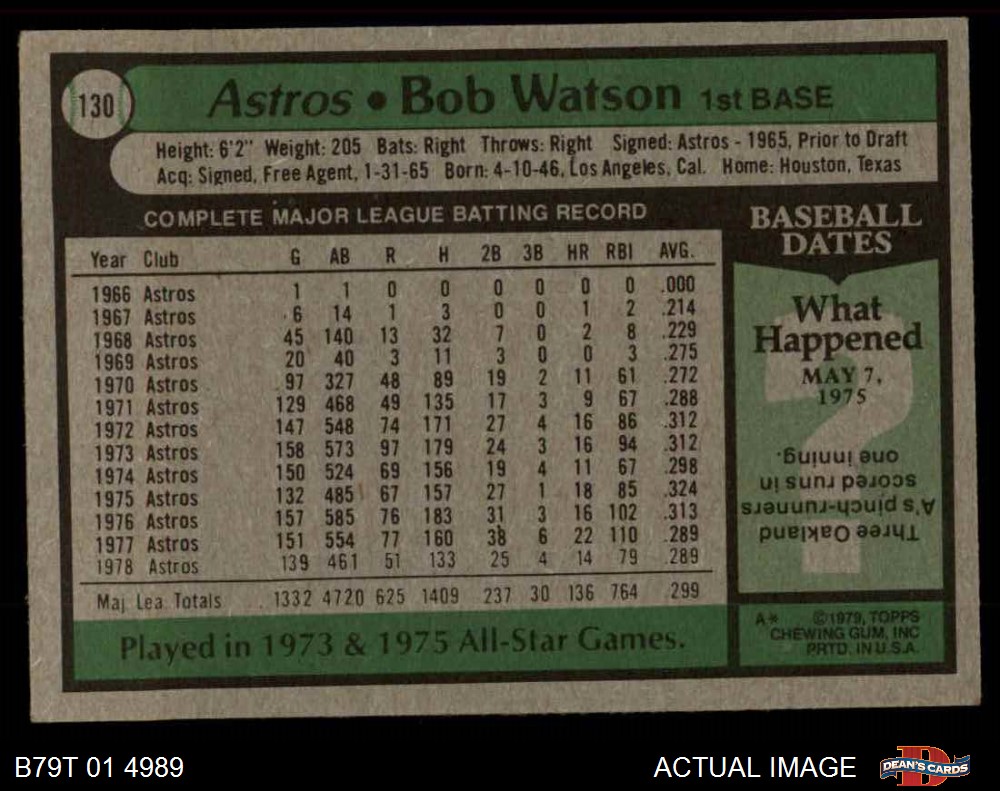 130
Astros • Bob Watson 1st BASE
Height: 6'2" Weight: 205 Bats: Right Throws: Right Signed: Astros - 1965, Prior to Draft
Acq: Signed, Free Agent, 1-31-65 Born: 4-10-46, Los Angeles, Cal. Home: Houston, Texas
COMPLETE MAJOR LEAGUE BATTING RECORD
Year Club G AB R H 2B 3B HR RBI AVG.
1966 Astros 1 1 0 0 0 0 0 0 .000
1967 Astros 6 14 1 3 0 0 1 2 .214
1968 Astros 45 140 13 32 7 0 2 8 .229
1969 Astros 20 40 3 11 3 0 0 3 .275
1970 Astros 97 327 48 89 19 2 11 61 .272
1971 Astros 129 468 49 135 17 3 9 67 .288
1972 Astros 147 548 74 171 27 4 16 86 .312
1973 Astros 158 573 97 179 24 3 16 94 .312
1974 Astros 150 524 69 156 19 4 11 67 .298
1975 Astros 132 485 67 157 27 1 18 85 .324
1976 Astros 157 585 76 183 31 3 16 102 .313
1977 Astros 151 554 77 160 38 6 22 110 .289
1978 Astros 139 461 51 133 25 4 14 79 .289
Maj. Lea. Totals 1332 4720 625 1409 237 30 136 764 .299
Played in 1973 & 1975 All-Star Games.
BASEBALL
DATES
What
Happened
MAY 7,
1975
?
Three Oakland
A's pinch-runners
scored runs in
one inning.
A* ©1979, TOPPS
CHEWING GUM, INC
PRTD. IN U.S.A.
B79T 01 4989
ACTUAL IMAGE
D
DEAN'S CARDS